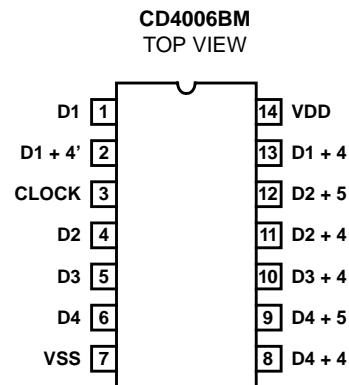 CD4006BM
TOP VIEW
D1 1 14 VDD
D1 + 4' 2 13 D1 + 4
CLOCK 3 12 D2 + 5
D2 4 11 D2 + 4
D3 5 10 D3 + 4
D4 6 9 D4 + 5
VSS 7 8 D4 + 4